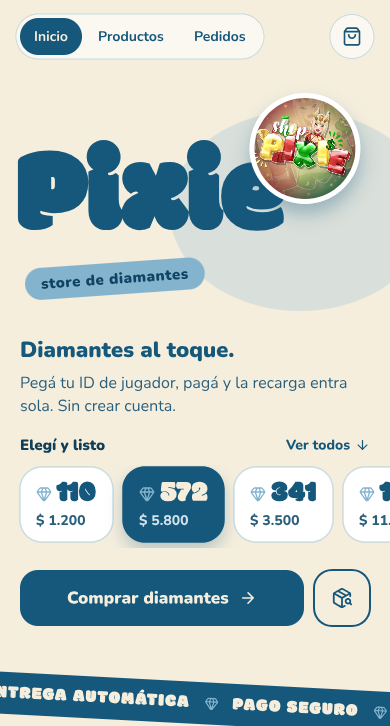 Inicio
Productos
Pedidos
shop
PIXIE
Pixie
store de diamantes
Diamantes al toque.
Pegá tu ID de jugador, pagá y la recarga entra
sola. Sin crear cuenta.
Elegí y listo
Ver todos
110
$ 1.200
572
$ 5.800
341
$ 3.500
$ 11.
NTREGA AUTOMÁTICA
PAGO SEGURO
Comprar diamantes